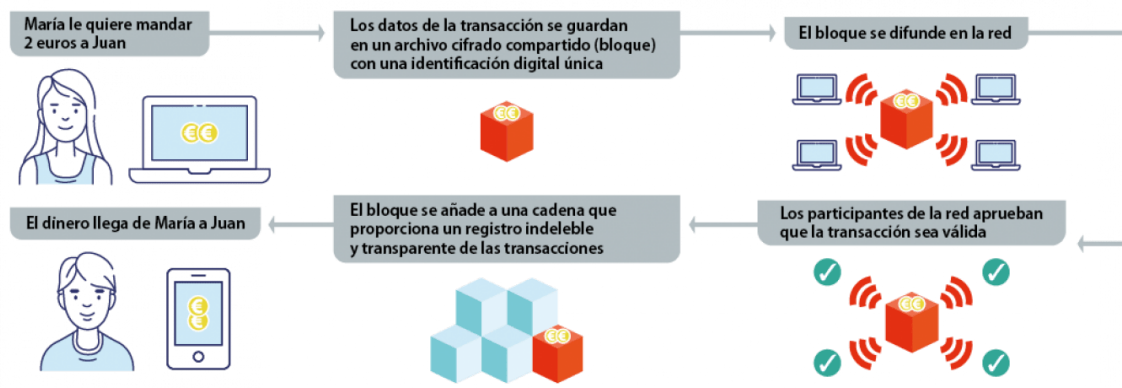 María le quiere mandar
2 euros a Juan
Los datos de la transacción se guardan
en un archivo cifrado compartido (bloque)
con una identificación digital única
El bloque se difunde en la red
Los participantes de la red aprueban
que la transacción sea válida
El bloque se añade a una cadena que
proporciona un registro indeleble
y transparente de las transacciones
El dinero llega de María a Juan